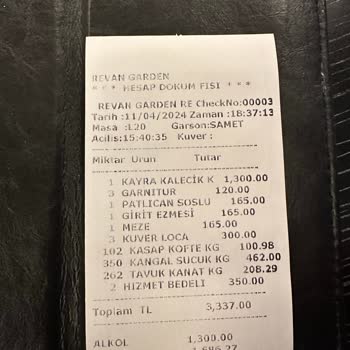 REVAN GARDEN
* * * HESAP DOKUM FISI * * *
REVAN GARDEN RE CheckNo:00003
Tarih :11/04/2024 Zaman :18:37:13
Masa :L20 Garson:SAMET
Acilis:15:40:35 Kuver :
Miktar Urun Tutar
1 KAYRA KALECİK K 1,300.00
3 GARNITUR 120.00
1 PATLICAN SOSLU 165.00
1 GİRİT EZMESİ 165.00
1 MEZE 165.00
3 KUVER LOCA 300.00
102 KASAP KOFTE KG 100.98
350 KANGAL SUCUK KG 462.00
262 TAVUK KANAT KG 208.29
2 HIZMET BEDELI 350.00
Toplam TL 3,337.00
ALKOL 1,300.00